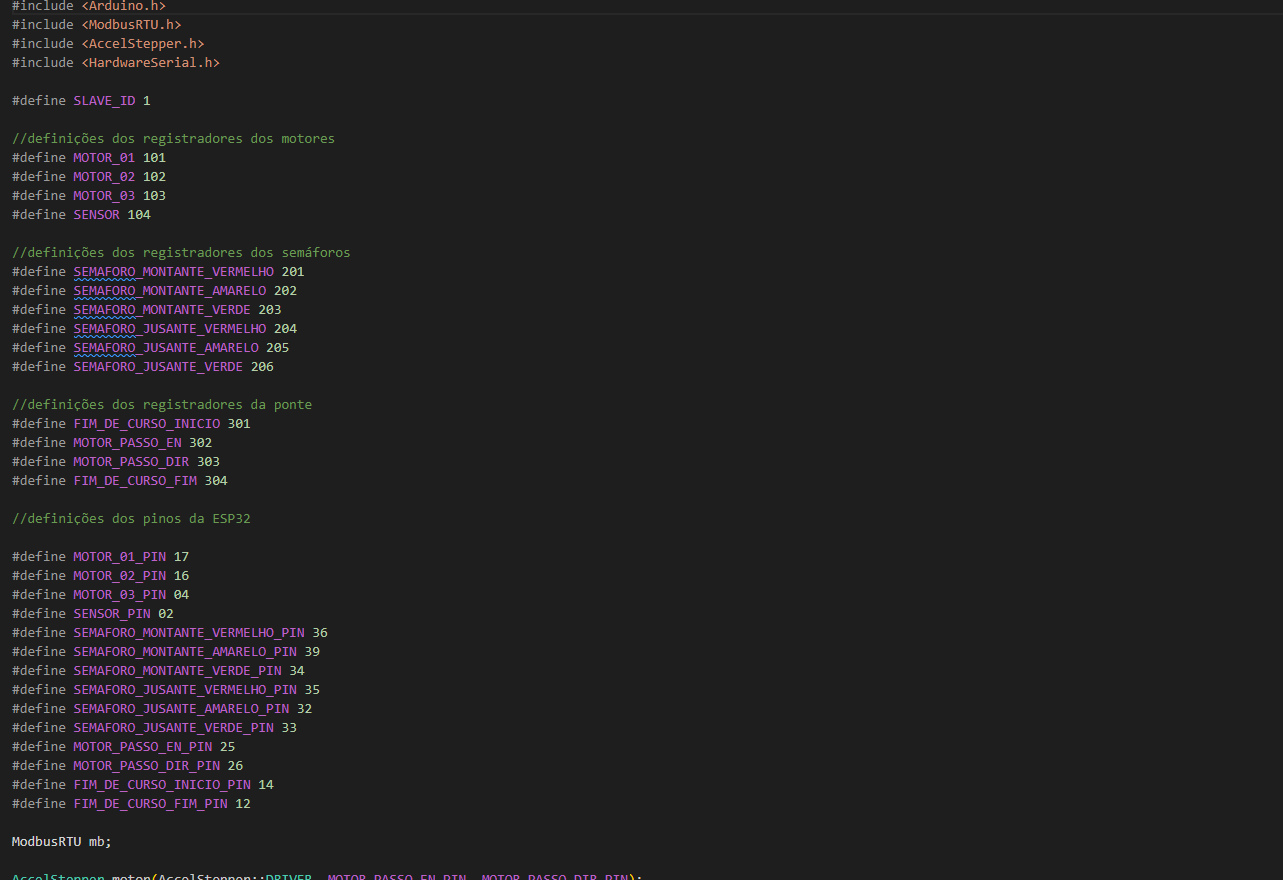 #include <Arduino.h>
#include <ModbusRTU.h>
#include <AccelStepper.h>
#include <HardwareSerial.h>
#define SLAVE_ID 1
//definições dos registradores dos motores
#define MOTOR_01 101
#define MOTOR_02 102
#define MOTOR_03 103
#define SENSOR 104
//definições dos registradores dos semáforos
#define SEMAFORO_MONTANTE_VERMELHO 201
#define SEMAFORO_MONTANTE_AMARELO 202
#define SEMAFORO_MONTANTE_VERDE 203
#define SEMAFORO_JUSANTE_VERMELHO 204
#define SEMAFORO_JUSANTE_AMARELO 205
#define SEMAFORO_JUSANTE_VERDE 206
//definições dos registradores da ponte
#define FIM_DE_CURSO_INICIO 301
#define MOTOR_PASSO_EN 302
#define MOTOR_PASSO_DIR 303
#define FIM_DE_CURSO_FIM 304
//definições dos pinos da ESP32
#define MOTOR_01_PIN 17
#define MOTOR_02_PIN 16
#define MOTOR_03_PIN 04
#define SENSOR_PIN 02
#define SEMAFORO_MONTANTE_VERMELHO_PIN 36
#define SEMAFORO_MONTANTE_AMARELO_PIN 39
#define SEMAFORO_MONTANTE_VERDE_PIN 34
#define SEMAFORO_JUSANTE_VERMELHO_PIN 35
#define SEMAFORO_JUSANTE_AMARELO_PIN 32
#define SEMAFORO_JUSANTE_VERDE_PIN 33
#define MOTOR_PASSO_EN_PIN 25
#define MOTOR_PASSO_DIR_PIN 26
#define FIM_DE_CURSO_INICIO_PIN 14
#define FIM_DE_CURSO_FIM_PIN 12
ModbusRTU mb;
AccelStepper motor(AccelStepper::DRIVER, MOTOR_PASSO_EN_PIN, MOTOR_PASSO_DIR_PIN);